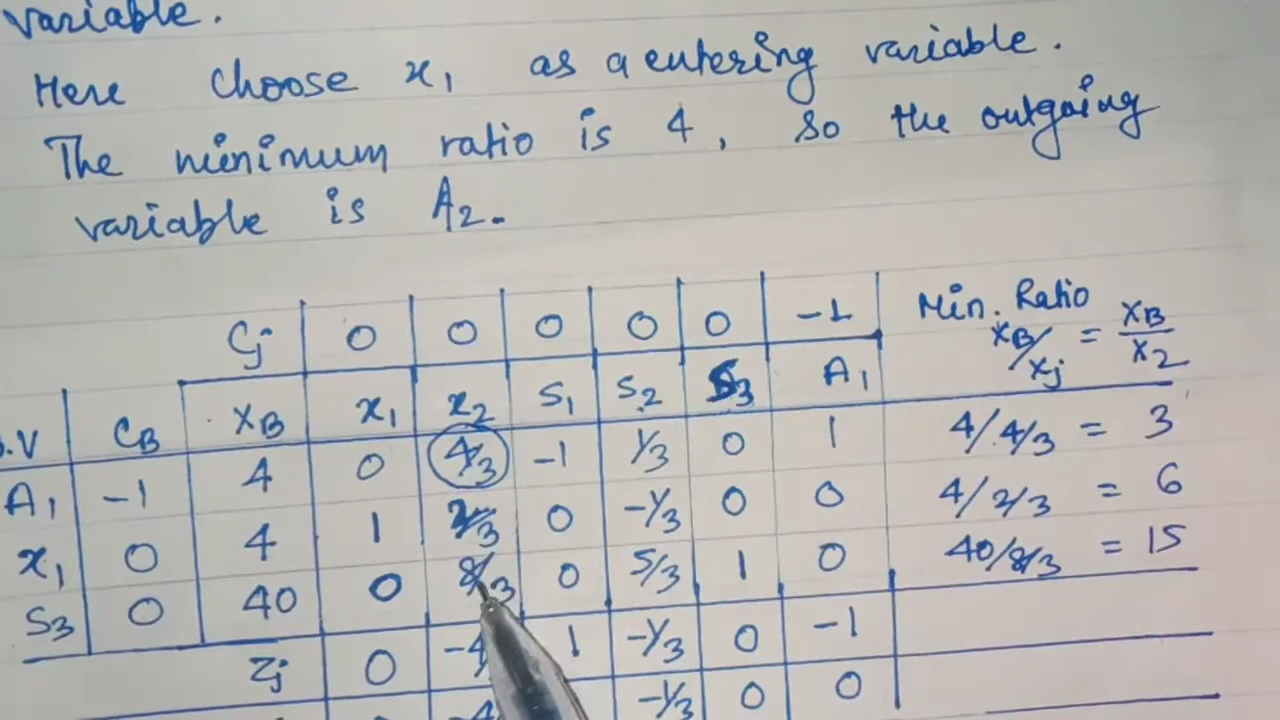 variable.
Here choose x₁ as a entering variable.
The minimum ratio is 4, so the outgoing
variable is A₂.
Cj 0 0 0 0 0 -1 Min. Ratio
B.V CB XB x₁ x₂ S₁ S₂ S₃ A₁ XB/xj = XB/x₂
A₁ -1 4 0 4/3 -1 1/3 0 1 4/4/3 = 3
x₁ 0 4 1 2/3 0 -1/3 0 0 4/2/3 = 6
S₃ 0 40 0 8/3 0 5/3 1 0 40/8/3 = 15
Zj 0 -4 1 -1/3 0 -1
-4 -1/3 0 0